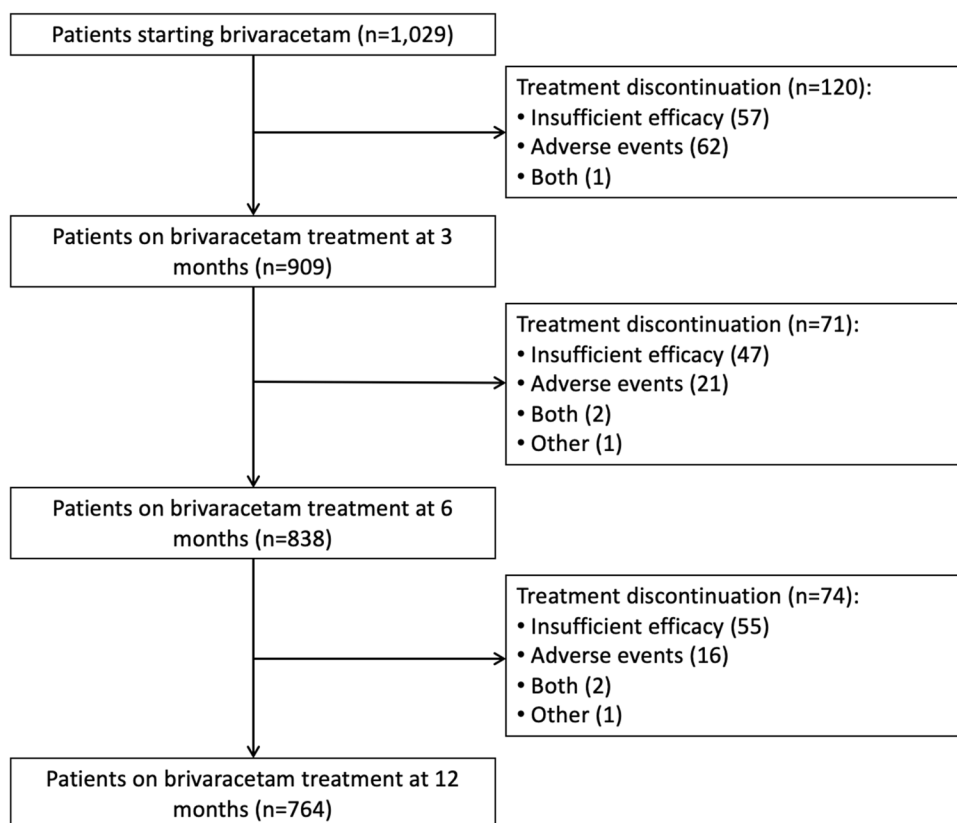 Patients starting brivaracetam (n=1,029)
Treatment discontinuation (n=120):
• Insufficient efficacy (57)
• Adverse events (62)
• Both (1)
Patients on brivaracetam treatment at 3
months (n=909)
Treatment discontinuation (n=71):
• Insufficient efficacy (47)
• Adverse events (21)
• Both (2)
• Other (1)
Patients on brivaracetam treatment at 6
months (n=838)
Treatment discontinuation (n=74):
• Insufficient efficacy (55)
• Adverse events (16)
• Both (2)
• Other (1)
Patients on brivaracetam treatment at 12
months (n=764)